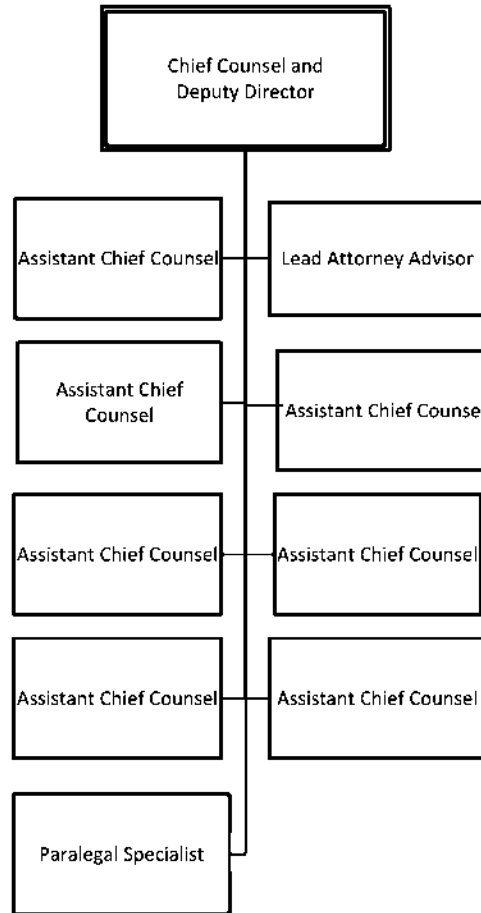 Chief Counsel and
Deputy Director
Assistant Chief Counsel
Lead Attorney Advisor
Assistant Chief
Counsel
Assistant Chief Counse
Assistant Chief Counsel
Assistant Chief Counsel
Assistant Chief Counsel
Assistant Chief Counsel
Paralegal Specialist